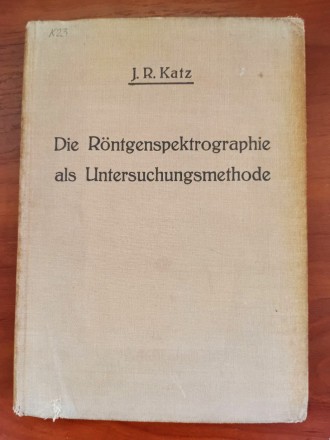 J. R. Katz
Die Röntgenspektrographie
als Untersuchungsmethode